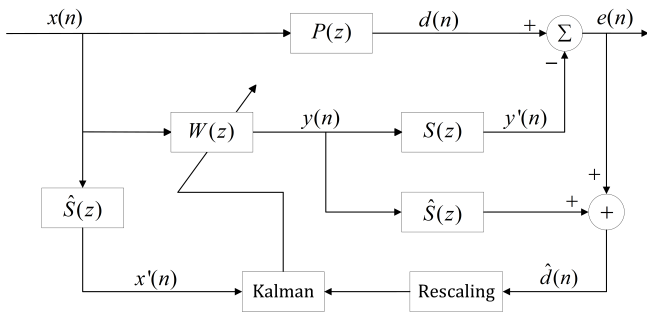 x(n)
P(z)
d(n)
+
Σ
e(n)
−
W(z)
y(n)
S(z)
y'(n)
+
Ŝ(z)
Ŝ(z)
+
+
x'(n)
Kalman
Rescaling
d̂(n)